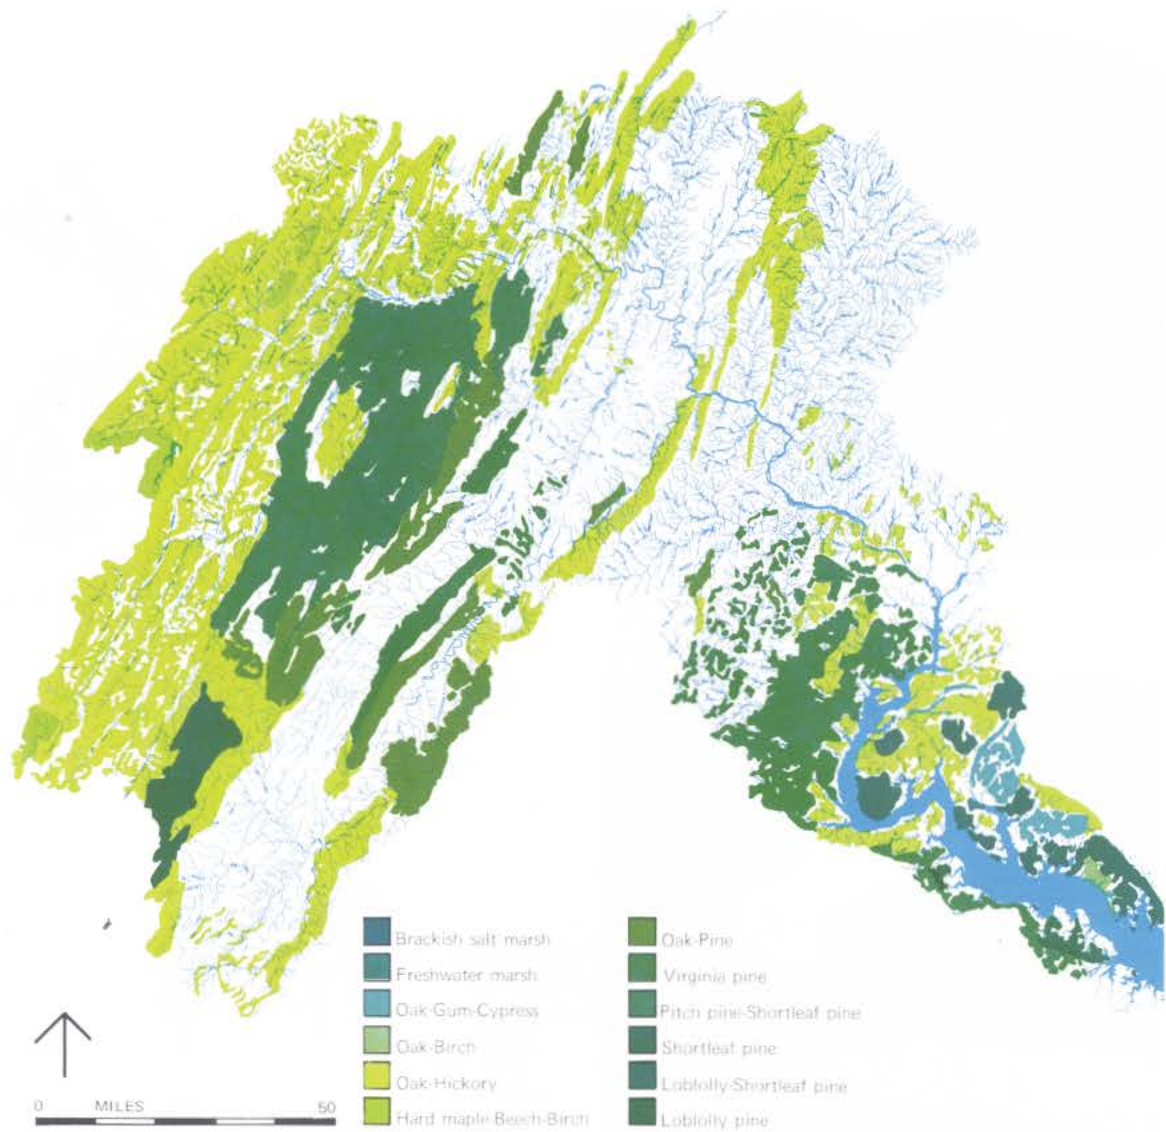 Brackish salt marsh
Freshwater marsh
Oak-Gum-Cypress
Oak-Birch
Oak-Hickory
Hard maple-Beech-Birch
Oak-Pine
Virginia pine
Pitch pine-Shortleaf pine
Shortleaf pine
Loblolly-Shortleaf pine
Loblolly pine
0 MILES 50